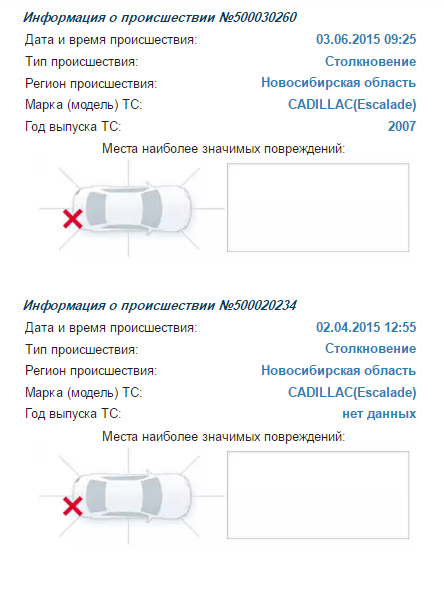 Информация о происшествии №500030260
Дата и время происшествия: 03.06.2015 09:25
Тип происшествия: Столкновение
Регион происшествия: Новосибирская область
Марка (модель) ТС: CADILLAC(Escalade)
Год выпуска ТС: 2007
Места наиболее значимых повреждений:
Информация о происшествии №500020234
Дата и время происшествия: 02.04.2015 12:55
Тип происшествия: Столкновение
Регион происшествия: Новосибирская область
Марка (модель) ТС: CADILLAC(Escalade)
Год выпуска ТС: нет данных
Места наиболее значимых повреждений: